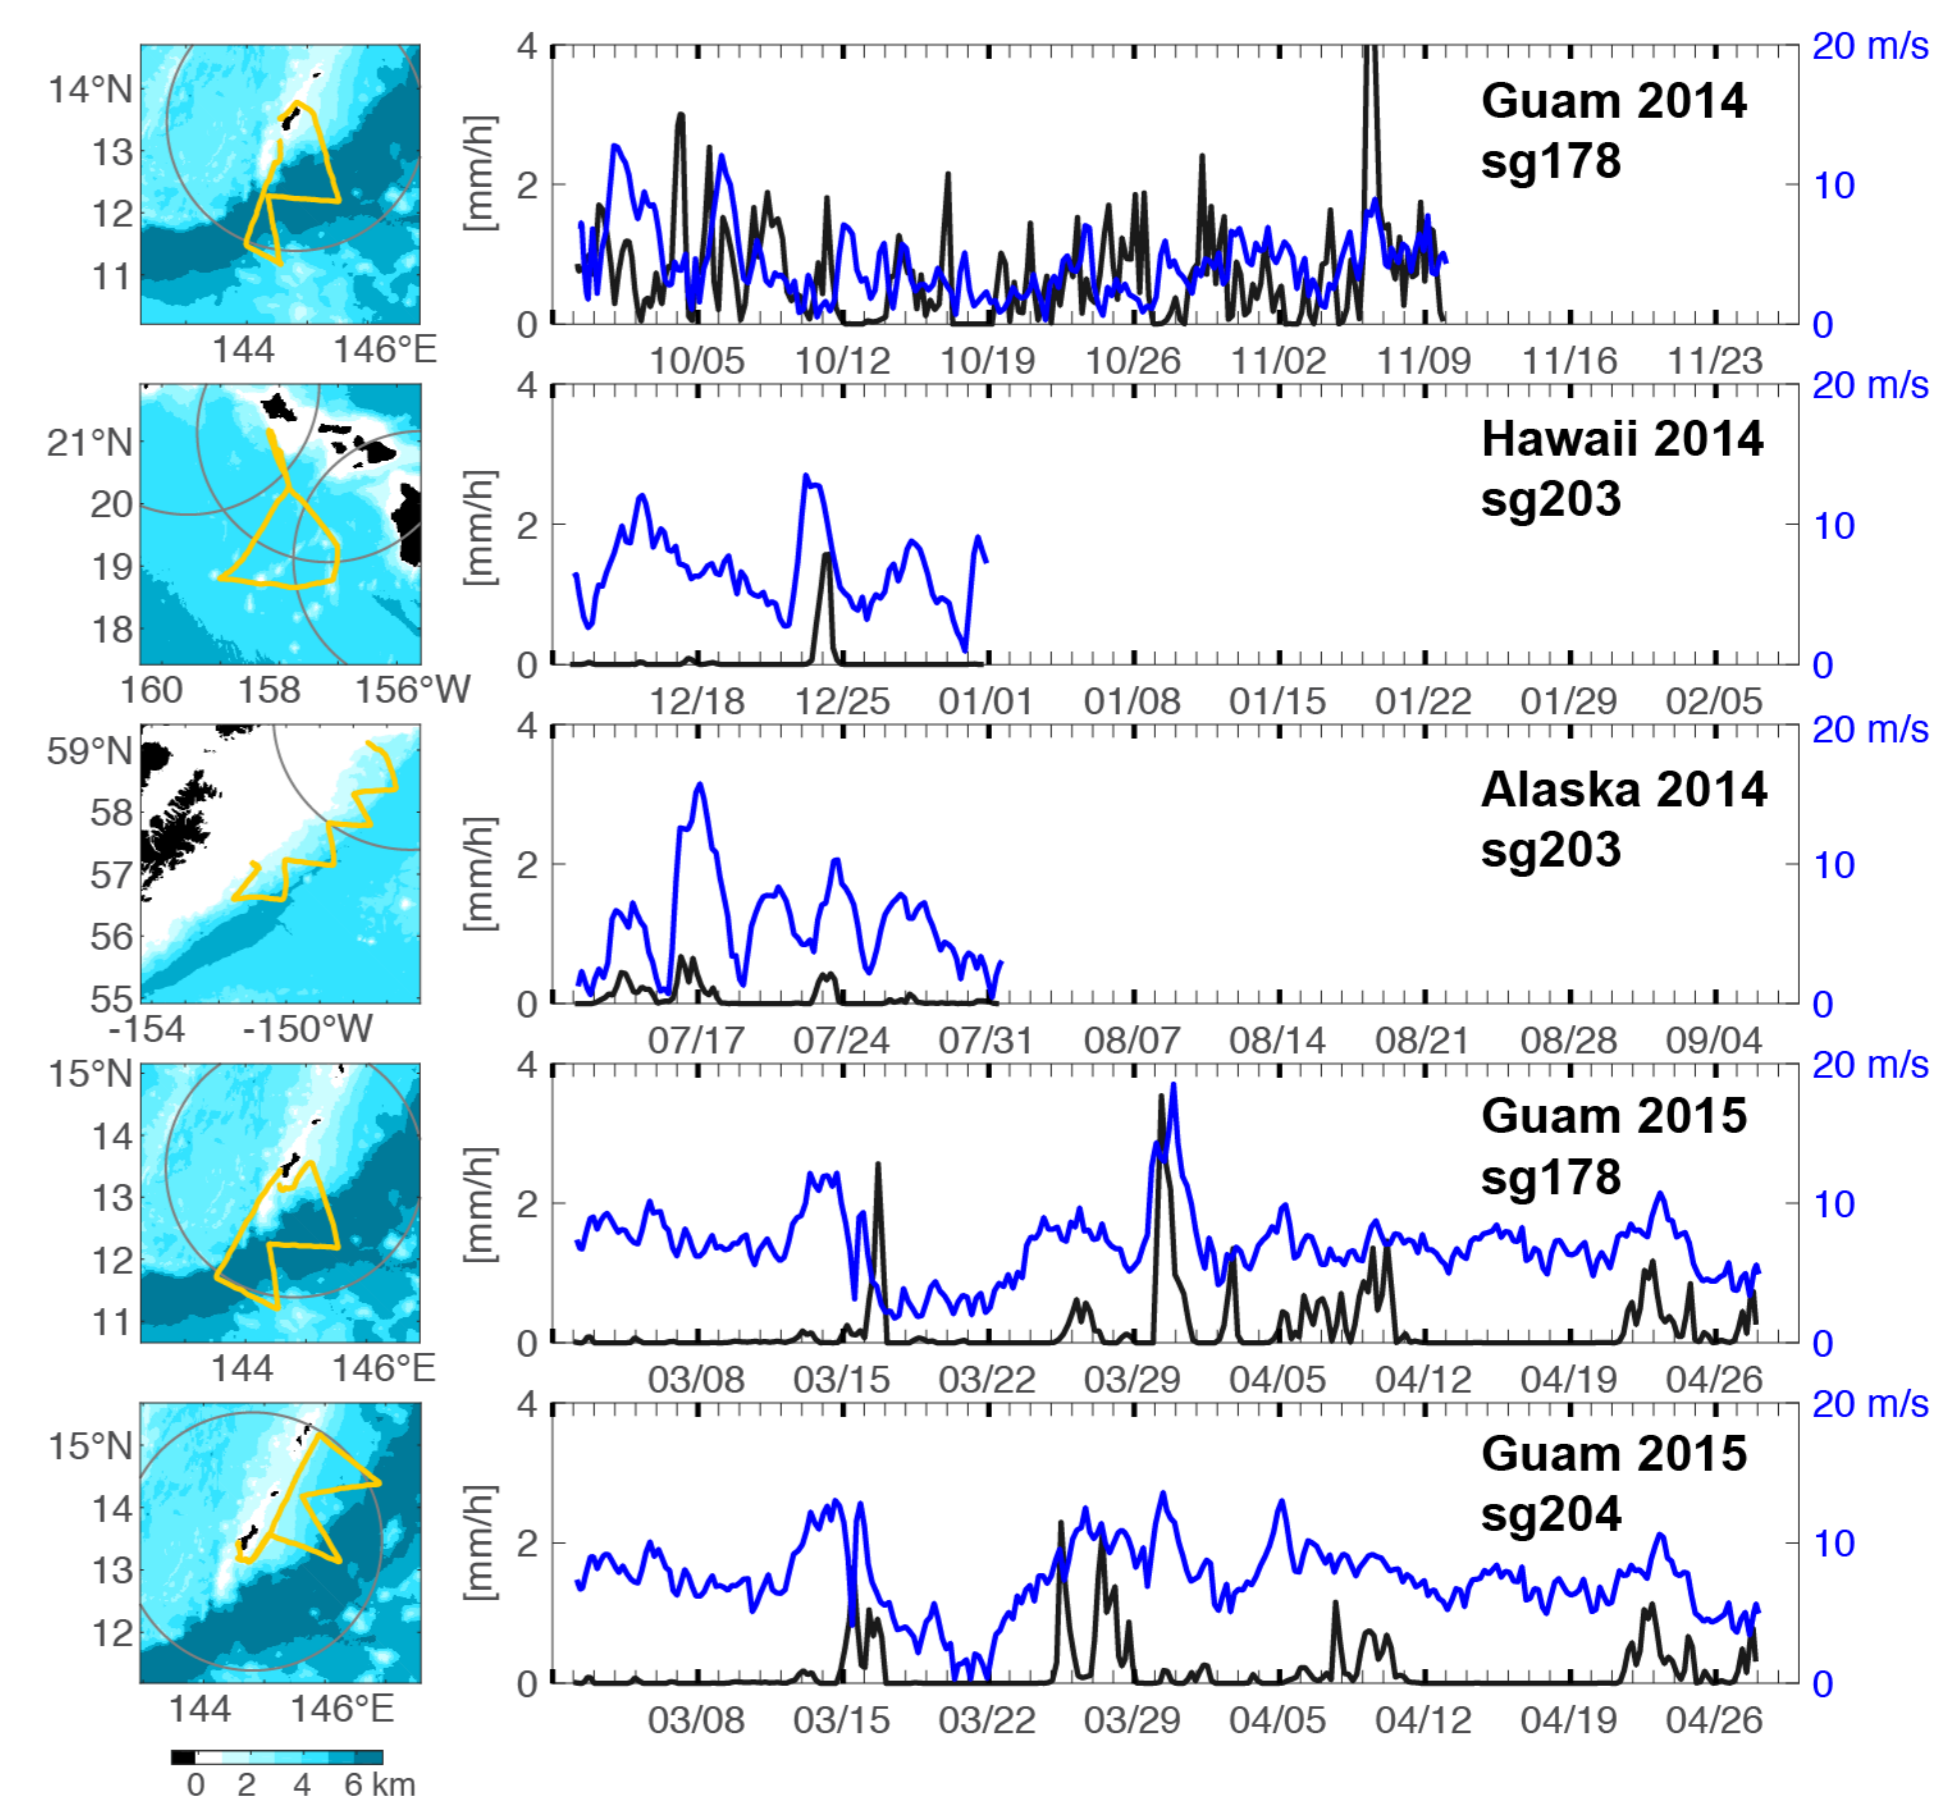 14°N
13
12
11
144 146°E
[mm/h]
4
2
0
20 m/s
10
0
Guam 2014
sg178
10/05 10/12 10/19 10/26 11/02 11/09 11/16 11/23
21°N
20
19
18
160 158 156°W
[mm/h]
4
2
0
20 m/s
10
0
Hawaii 2014
sg203
12/18 12/25 01/01 01/08 01/15 01/22 01/29 02/05
59°N
58
57
56
55
-154 -150°W
[mm/h]
4
2
0
20 m/s
10
0
Alaska 2014
sg203
07/17 07/24 07/31 08/07 08/14 08/21 08/28 09/04
15°N
14
13
12
11
144 146°E
[mm/h]
4
2
0
20 m/s
10
0
Guam 2015
sg178
03/08 03/15 03/22 03/29 04/05 04/12 04/19 04/26
15°N
14
13
12
144 146°E
[mm/h]
4
2
0
20 m/s
10
0
Guam 2015
sg204
03/08 03/15 03/22 03/29 04/05 04/12 04/19 04/26
0 2 4 6 km